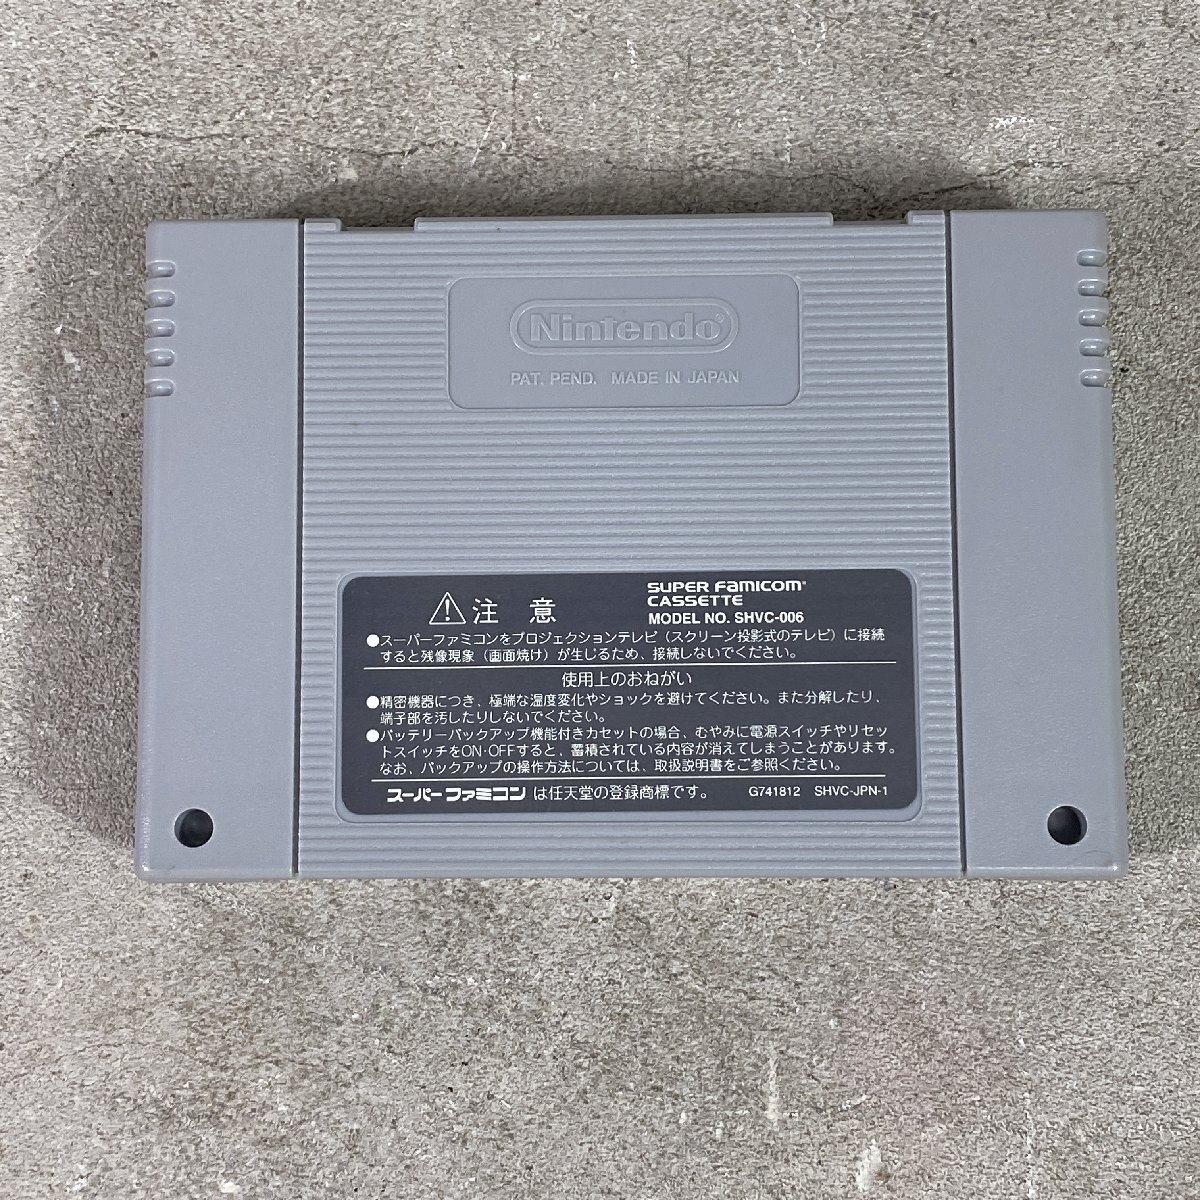 Nintendo®
PAT. PEND. MADE IN JAPAN
注意
SUPER FAMICOM®
CASSETTE
MODEL NO. SHVC-006
●スーパーファミコンをプロジェクションテレビ（スクリーン投影式のテレビ）に接続
すると残像現象（画面焼け）が生じるため、接続しないでください。
使用上のおねがい
●精密機器につき、極端な温度変化やショックを避けてください。また分解したり、
端子部を汚したりしないでください。
●バッテリーバックアップ機能付きカセットの場合、むやみに電源スイッチやリセッ
トスイッチをON·OFFすると、蓄積されている内容が消えてしまうことがあります。
なお、バックアップの操作方法については、取扱説明書をご参照ください。
スーパーファミコン は任天堂の登録商標です。 G741812 SHVC-JPN-1